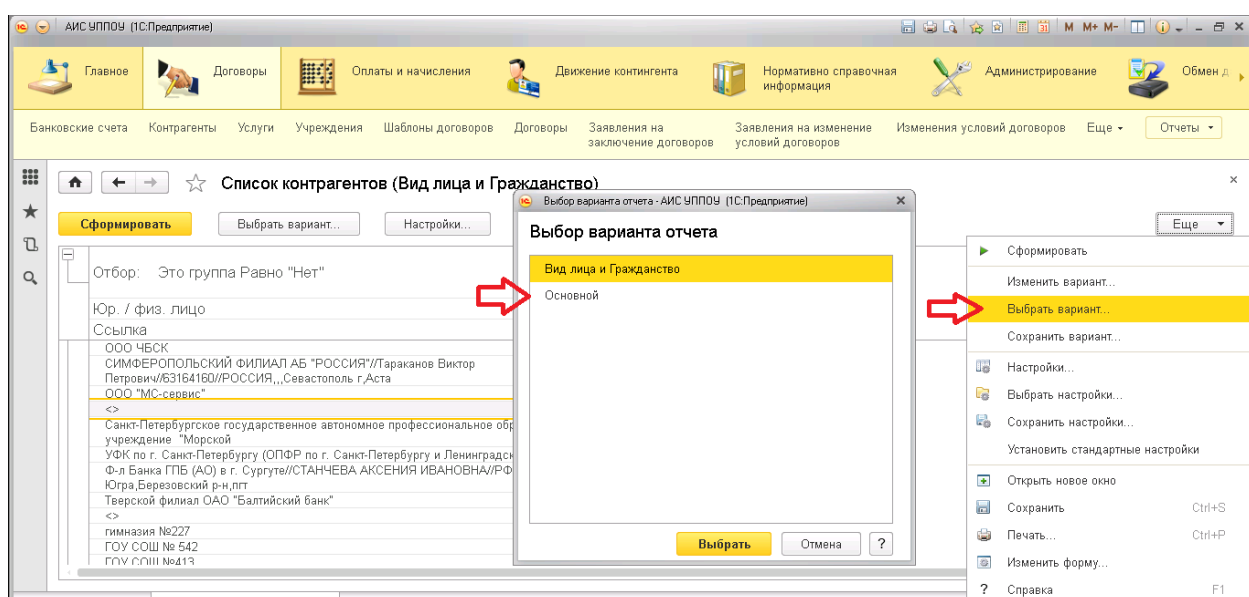 АИС УППОУ (1С:Предприятие)
M M+ M-
Главное
Договоры
Оплаты и начисления
Движение контингента
Нормативно справочная
информация
Администрирование
Обмен д
Банковские счета
Контрагенты
Услуги
Учреждения
Шаблоны договоров
Договоры
Заявления на
заключение договоров
Заявления на изменение
условий договоров
Изменения условий договоров
Еще
Отчеты
Список контрагентов (Вид лица и Гражданство)
Сформировать
Выбрать вариант...
Настройки...
Еще
Отбор: Это группа Равно "Нет"
Юр. / физ. лицо
Ссылка
ООО ЧБСК
СИМФЕРОПОЛЬСКИЙ ФИЛИАЛ АБ "РОССИЯ"//Тараканов Виктор
Петрович//63164160//РОССИЯ,,,Севастополь г,Аста
ООО "МС-сервис"
<>
Санкт-Петербургское государственное автономное профессиональное обр
учреждение "Морской
УФК по г. Санкт-Петербургу (ОПФР по г. Санкт-Петербургу и Ленинградск
Ф-л Банка ГПБ (АО) в г. Сургуте//СТАНЧЕВА АКСЕНИЯ ИВАНОВНА//РФ
Югра,Березовский р-н,пгт
Тверской филиал ОАО "Балтийский банк"
<>
гимназия №227
ГОУ СОШ № 542
ГОУ СОШ №413
Выбор варианта отчета - АИС УППОУ (1С:Предприятие)
Выбор варианта отчета
Вид лица и Гражданство
Основной
Выбрать
Отмена
?
Сформировать
Изменить вариант...
Выбрать вариант...
Сохранить вариант...
Настройки...
Выбрать настройки...
Сохранить настройки...
Установить стандартные настройки
Открыть новое окно
Сохранить Ctrl+S
Печать... Ctrl+P
Изменить форму...
? Справка F1